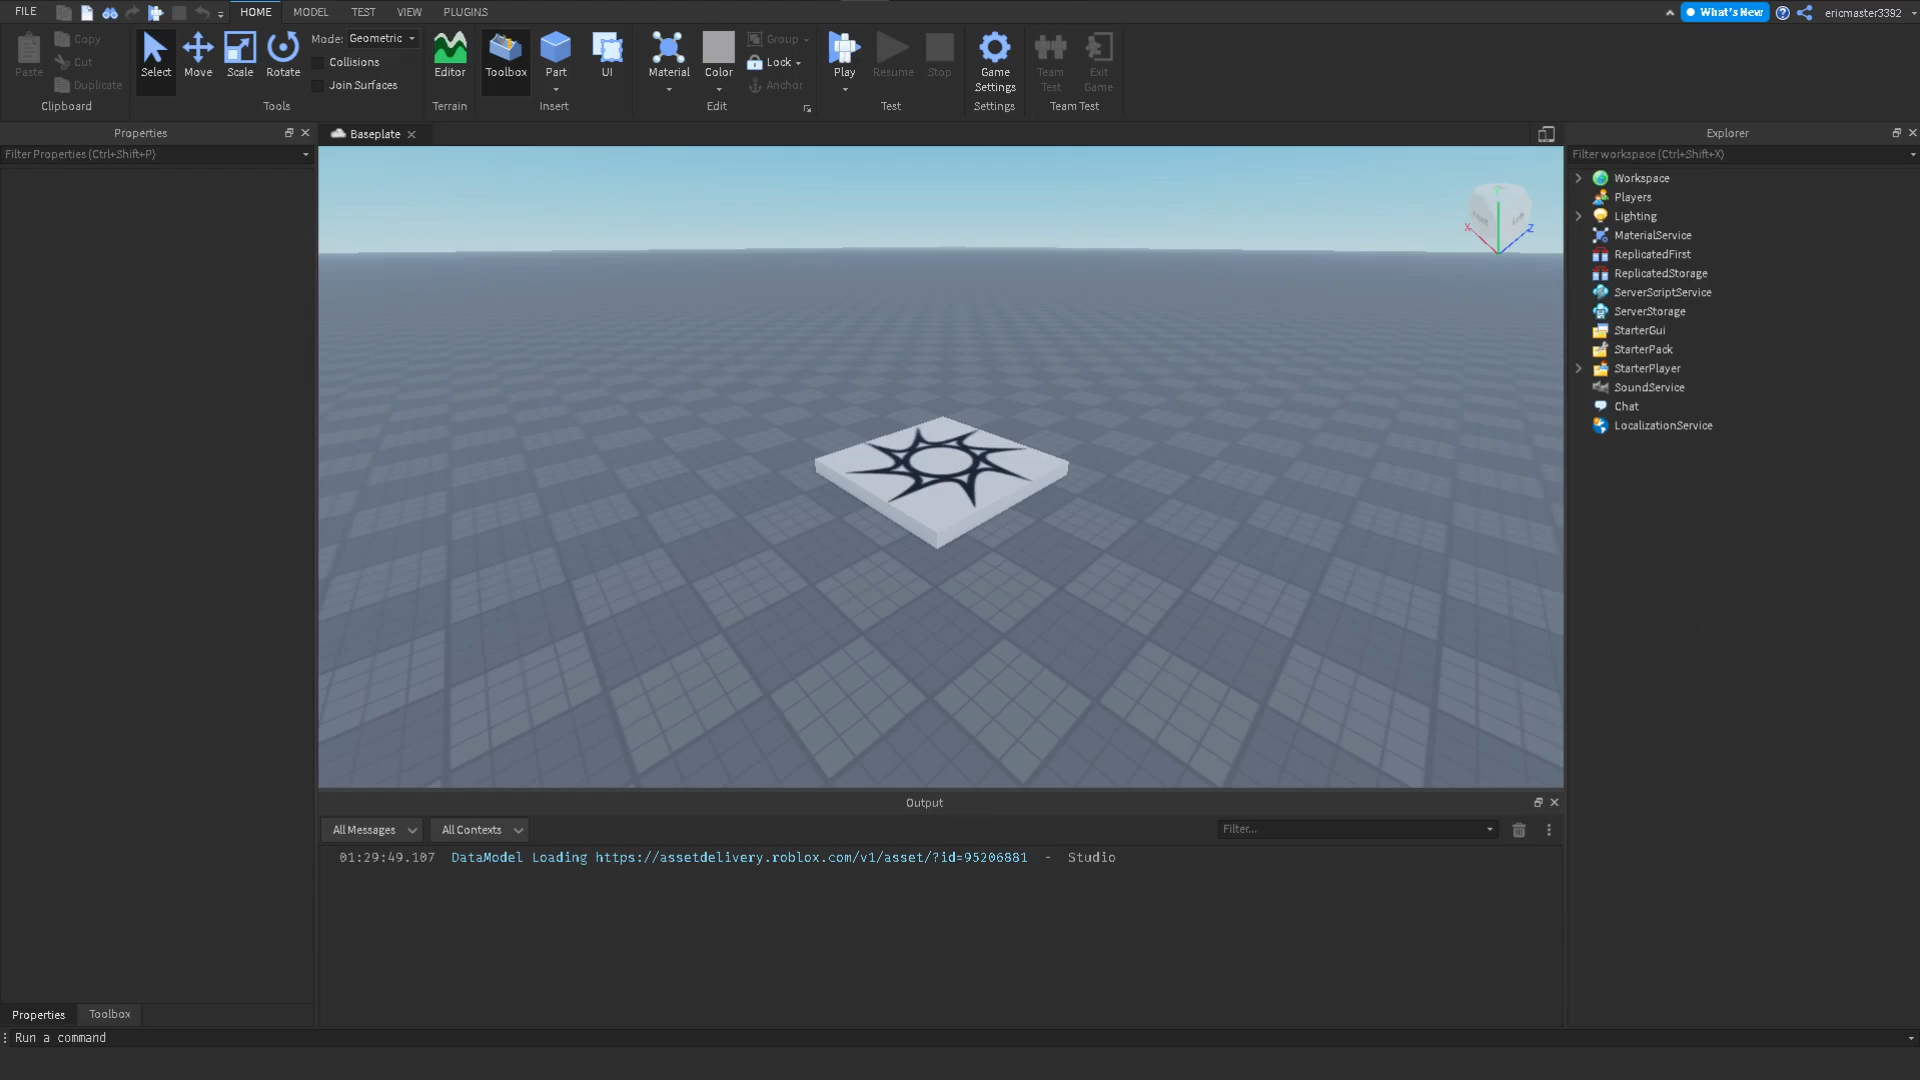 FILE
HOME
MODEL
TEST
VIEW
PLUGINS
What's New
ericmaster3392
Paste
Copy
Cut
Duplicate
Clipboard
Select
Move
Scale
Rotate
Mode: Geometric
Collisions
Join Surfaces
Tools
Editor
Terrain
Toolbox
Part
UI
Insert
Material
Color
Group
Lock
Anchor
Edit
Play
Resume
Stop
Test
Game
Settings
Settings
Team
Test
Exit
Game
Team Test
Properties
Filter Properties (Ctrl+Shift+P)
Baseplate
X
Y
Z
Explorer
Filter workspace (Ctrl+Shift+X)
Workspace
Players
Lighting
MaterialService
ReplicatedFirst
ReplicatedStorage
ServerScriptService
ServerStorage
StarterGui
StarterPack
StarterPlayer
SoundService
Chat
LocalizationService
Output
All Messages
All Contexts
Filter...
01:29:49.107 DataModel Loading https://assetdelivery.roblox.com/v1/asset/?id=95206881 - Studio
Properties
Toolbox
Run a command